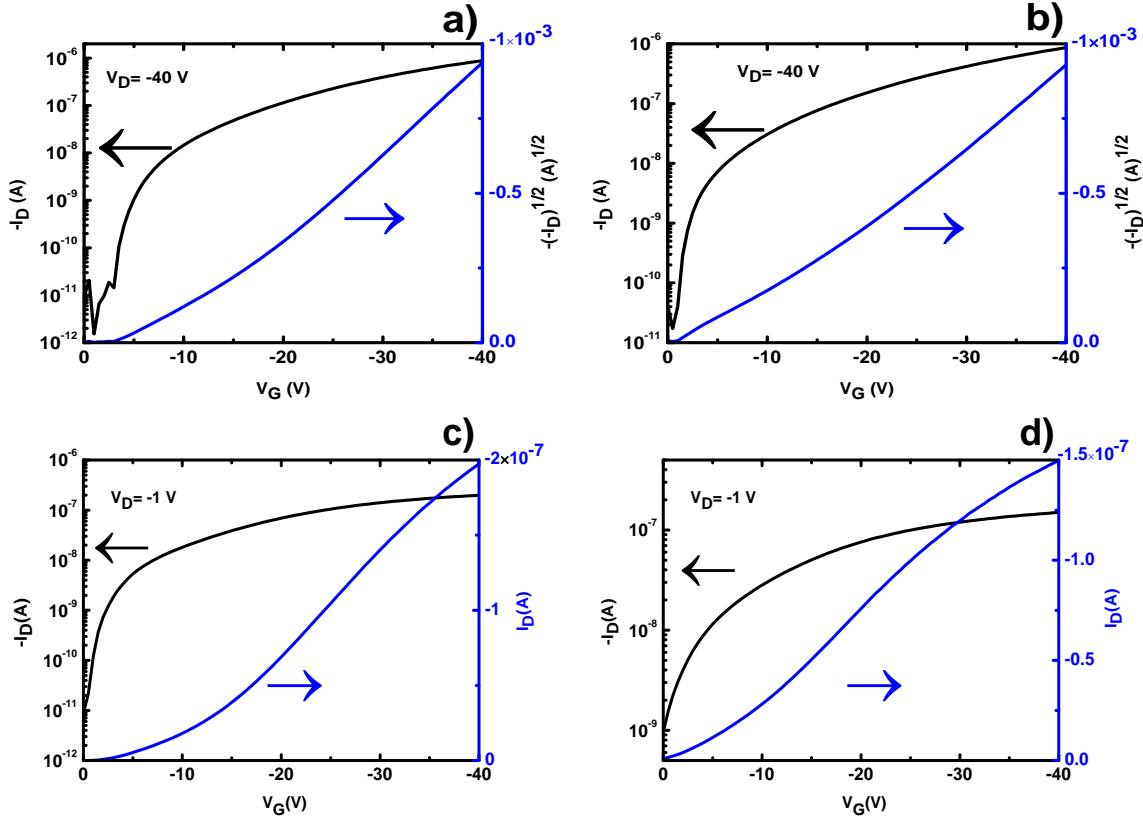 a)
10^-6
10^-7
10^-8
10^-9
10^-10
10^-11
10^-12
-I_D (A)
V_D= -40 V
-1×10^-3
-0.5
0.0
-(-I_D)^1/2 (A)^1/2
0
-10
-20
-30
-40
V_G (V)
b)
10^-6
10^-7
10^-8
10^-9
10^-10
10^-11
-I_D (A)
V_D= -40 V
-1×10^-3
-0.5
0.0
-(-I_D)^1/2 (A)^1/2
0
-10
-20
-30
-40
V_G (V)
c)
10^-6
10^-7
10^-8
10^-9
10^-10
10^-11
10^-12
-I_D(A)
V_D= -1 V
-2×10^-7
-1
0
I_D(A)
0
-10
-20
-30
-40
V_G(V)
d)
10^-7
10^-8
10^-9
-I_D(A)
V_D= -1 V
-1.5×10^-7
-1.0
-0.5
0.0
I_D(A)
0
-10
-20
-30
-40
V_G(V)